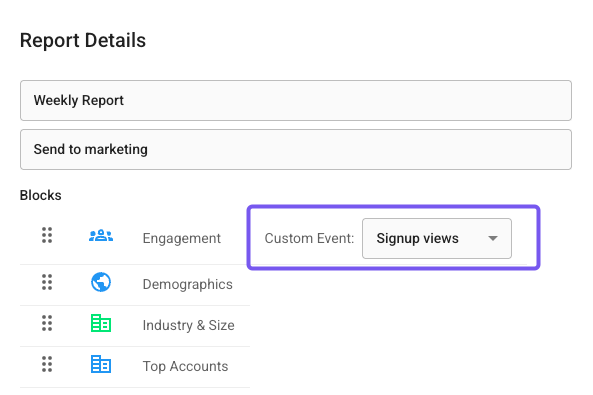 Report Details
Weekly Report
Send to marketing
Blocks
Engagement Custom Event: Signup views
Demographics
Industry & Size
Top Accounts